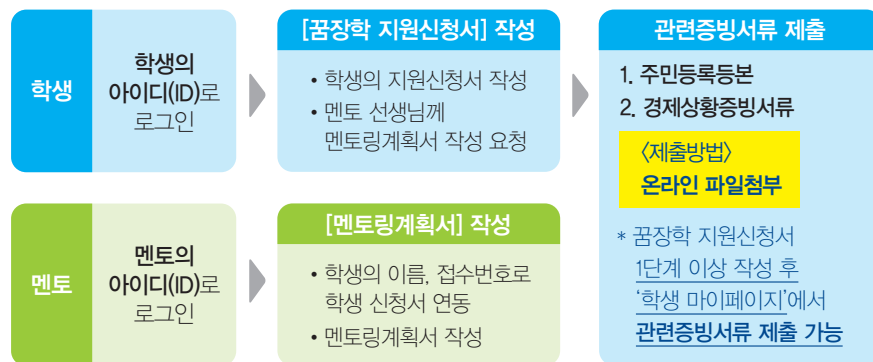 학생
학생의
아이디(ID)로
로그인
[꿈장학 지원신청서] 작성
• 학생의 지원신청서 작성
• 멘토 선생님께
멘토링계획서 작성 요청
멘토
멘토의
아이디(ID)로
로그인
[멘토링계획서] 작성
• 학생의 이름, 접수번호로
학생 신청서 연동
• 멘토링계획서 작성
관련증빙서류 제출
1. 주민등록등본
2. 경제상황증빙서류
〈제출방법〉
온라인 파일첨부
* 꿈장학 지원신청서
1단계 이상 작성 후
‘학생 마이페이지’에서
관련증빙서류 제출 가능